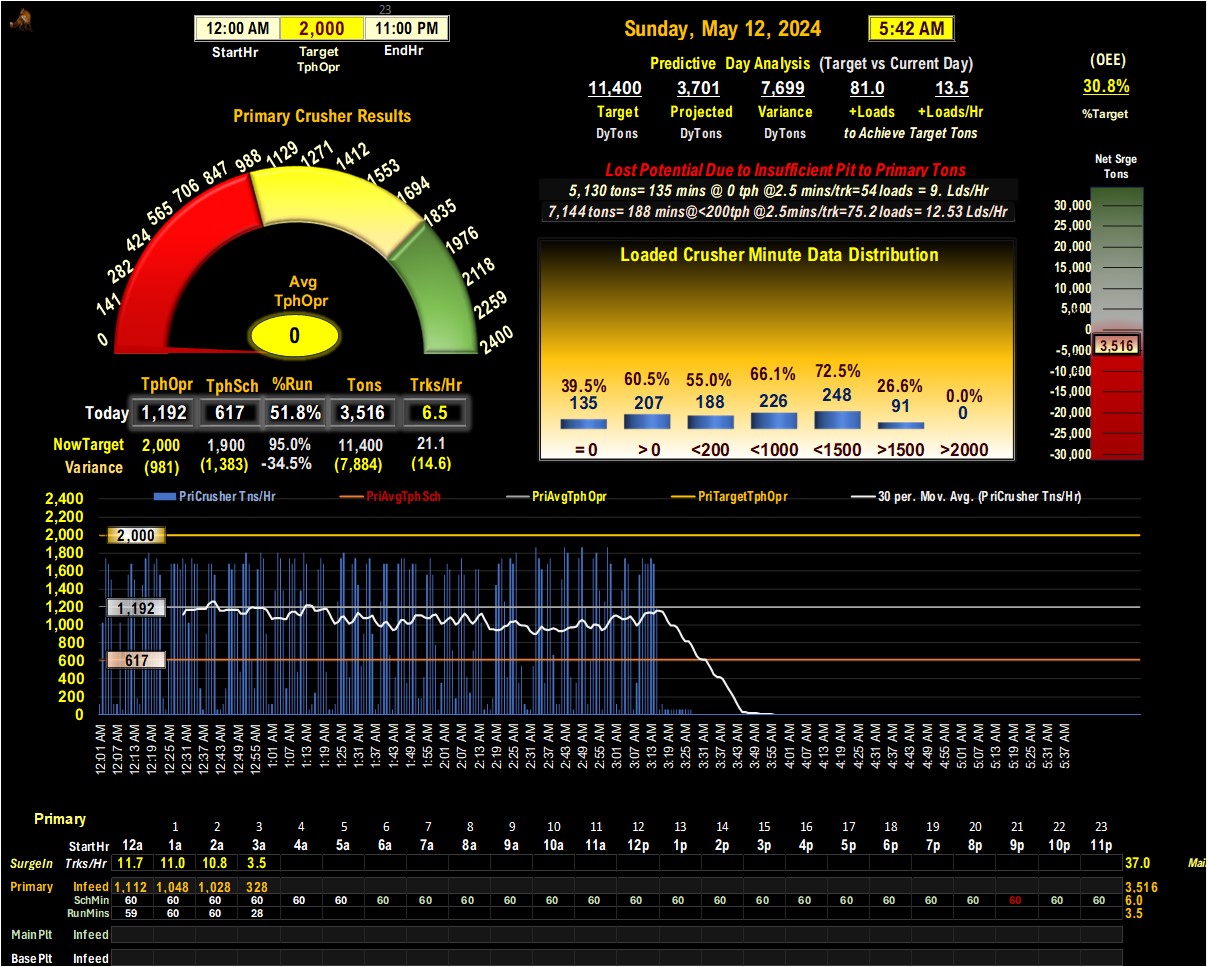 23
12:00 AM 2,000 11:00 PM
StartHr Target TphOpr EndHr
Sunday, May 12, 2024 5:42 AM
Predictive Day Analysis (Target vs Current Day)
11,400 3,701 7,699 81.0 13.5
Target Projected Variance +Loads +Loads/Hr
DyTons DyTons DyTons to Achieve Target Tons
(OEE)
30.8%
%Target
Primary Crusher Results
0 141 282 424 565 706 847 988 1129 1271 1412 1553 1694 1835 1976 2118 2259 2400
Avg
TphOpr
0
Lost Potential Due to Insufficient Pit to Primary Tons
5,130 tons= 135 mins @ 0 tph @2.5 mins/trk=54 loads = 9. Lds/Hr
7,144 tons= 188 mins@<200tph @2.5mins/trk=75.2 loads = 12.53 Lds/Hr
Net Srge
Tons
30,000
25,000
20,000
15,000
10,000
5,000
0
-5,000
-10,000
-15,000
-20,000
-25,000
-30,000
3,516
Loaded Crusher Minute Data Distribution
39.5% 60.5% 55.0% 66.1% 72.5% 26.6% 0.0%
135 207 188 226 248 91 0
= 0 > 0 <200 <1000 <1500 >1500 >2000
TphOpr TphSch %Run Tons Trks/Hr
Today 1,192 617 51.8% 3,516 6.5
NowTarget 2,000 1,900 95.0% 11,400 21.1
Variance (981) (1,383) -34.5% (7,884) (14.6)
PriCrusher Tns/Hr PriAvgTphSch PriAvgTphOpr PriTargetTphOpr 30 per. Mov. Avg. (PriCrusher Tns/Hr)
2,400
2,200
2,000
1,800
1,600
1,400
1,200
1,000
800
600
400
200
0
2,000
1,192
617
12:01 AM 12:07 AM 12:13 AM 12:19 AM 12:25 AM 12:31 AM 12:37 AM 12:43 AM 12:49 AM 12:55 AM 1:01 AM 1:07 AM 1:13 AM 1:19 AM 1:25 AM 1:31 AM 1:37 AM 1:43 AM 1:49 AM 1:55 AM 2:01 AM 2:07 AM 2:13 AM 2:19 AM 2:25 AM 2:31 AM 2:37 AM 2:43 AM 2:49 AM 2:55 AM 3:01 AM 3:07 AM 3:13 AM 3:19 AM 3:25 AM 3:31 AM 3:37 AM 3:43 AM 3:49 AM 3:55 AM 4:01 AM 4:07 AM 4:13 AM 4:19 AM 4:25 AM 4:31 AM 4:37 AM 4:43 AM 4:49 AM 4:55 AM 5:01 AM 5:07 AM 5:13 AM 5:19 AM 5:25 AM 5:31 AM 5:37 AM
Primary
1 2 3 4 5 6 7 8 9 10 11 12 13 14 15 16 17 18 19 20 21 22 23
StartHr 12a 1a 2a 3a 4a 5a 6a 7a 8a 9a 10a 11a 12p 1p 2p 3p 4p 5p 6p 7p 8p 9p 10p 11p
SurgeIn Trks/Hr 11.7 11.0 10.8 3.5 37.0 Mai
Primary Infeed 1,112 1,048 1,028 328 3,516
SchMin 60 60 60 60 60 60 60 60 60 60 60 60 60 60 60 60 60 60 60 60 60 60 60 60 6.0
RunMins 59 60 60 28 3.5
MainPlt Infeed
BasePlt Infeed